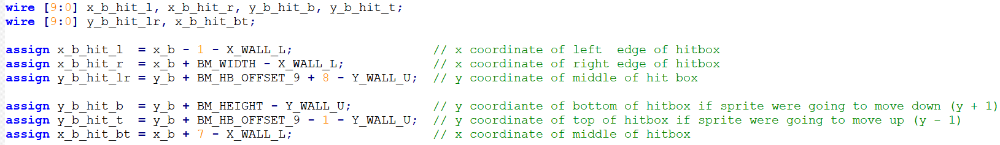 wire [9:0] x_b_hit_l, x_b_hit_r, y_b_hit_b, y_b_hit_t;
wire [9:0] y_b_hit_lr, x_b_hit_bt;
assign x_b_hit_l  = x_b - 1 - X_WALL_L;                   // x coordinate of left  edge of hitbox
assign x_b_hit_r  = x_b + BM_WIDTH - X_WALL_L;            // x coordinate of right edge of hitbox
assign y_b_hit_lr = y_b + BM_HB_OFFSET_9 + 8 - Y_WALL_U;  // y coordinate of middle of hit box
assign y_b_hit_b  = y_b + BM_HEIGHT - Y_WALL_U;           // y coordiante of bottom of hitbox if sprite were going to move down (y + 1)
assign y_b_hit_t  = y_b + BM_HB_OFFSET_9 - 1 - Y_WALL_U;  // y coordinate of top of hitbox if sprite were going to move up (y - 1)
assign x_b_hit_bt = x_b + 7 - X_WALL_L;                   // x coordinate of middle of hitbox